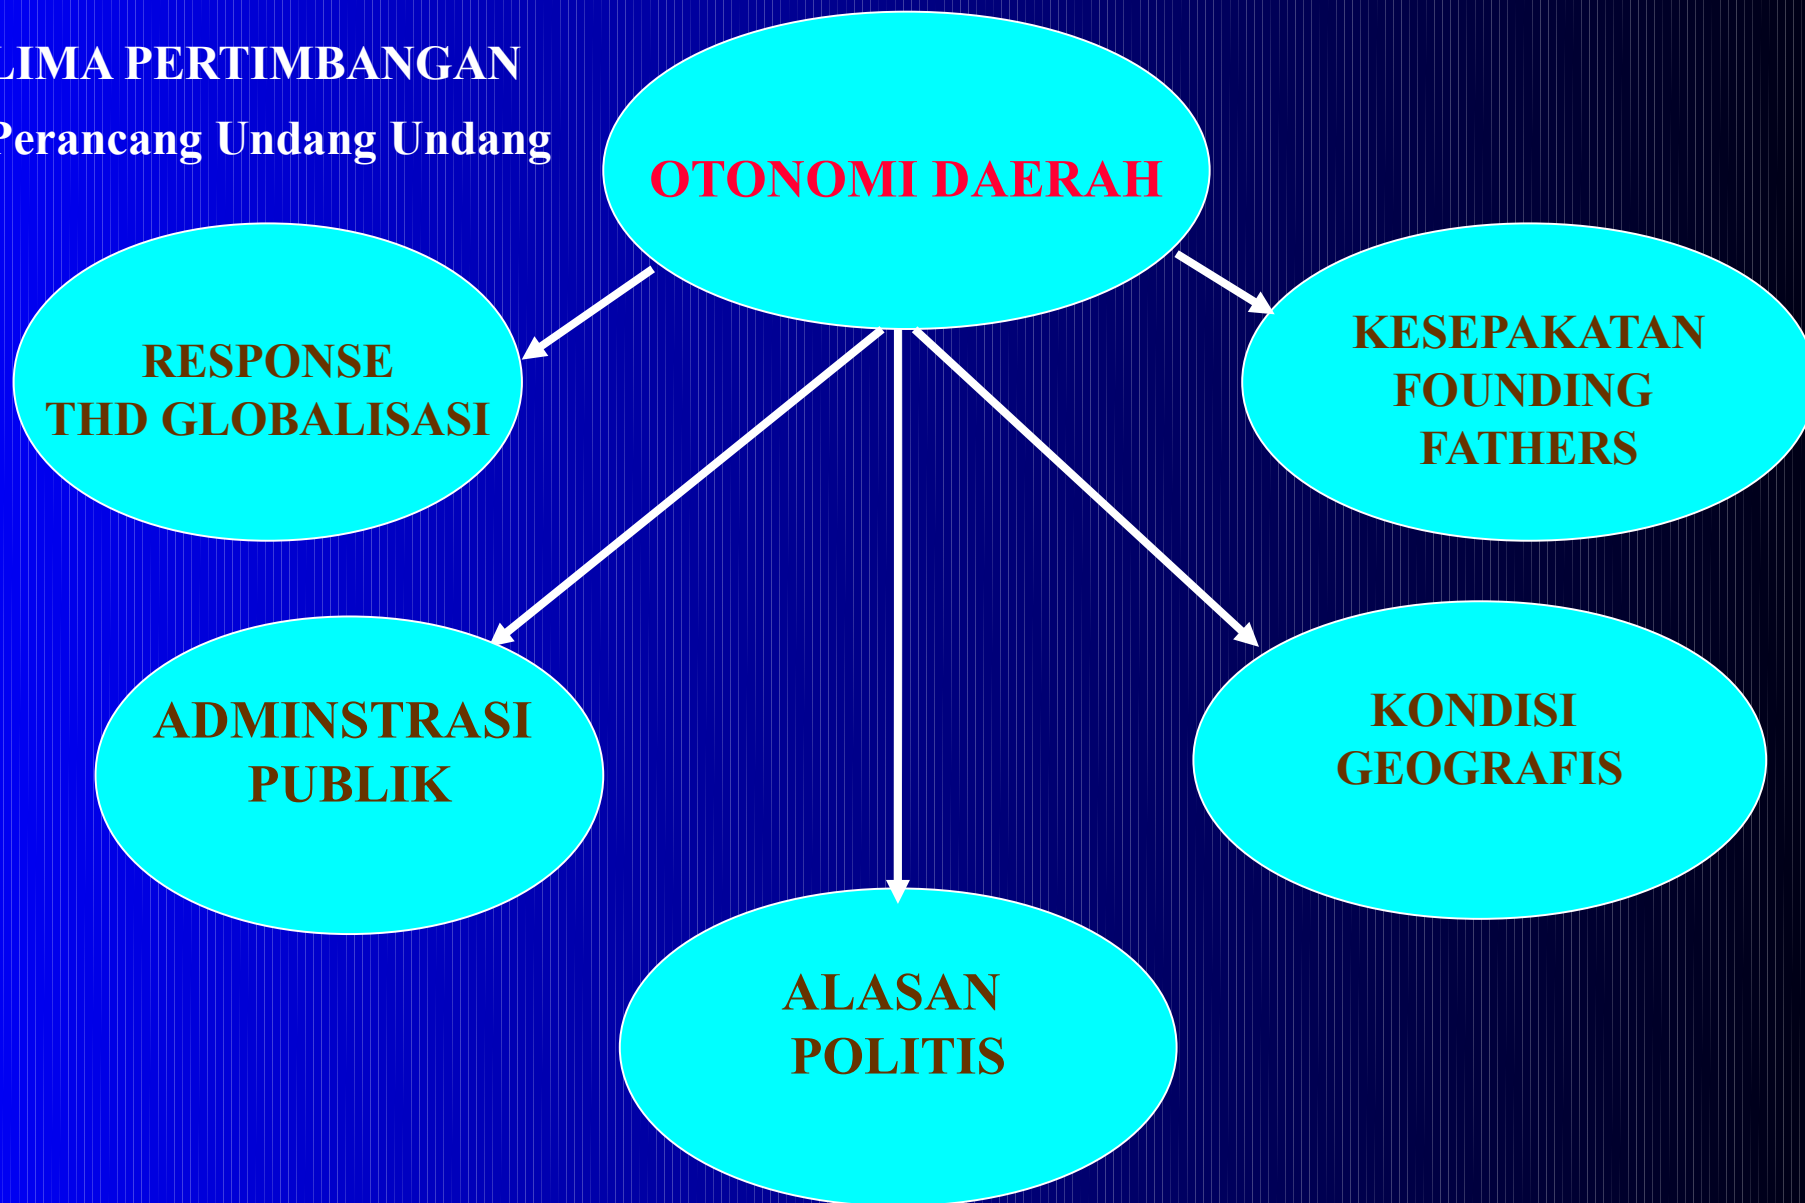 LIMA PERTIMBANGAN
Perancang Undang Undang
OTONOMI DAERAH
RESPONSE
THD GLOBALISASI
KESEPAKATAN
FOUNDING
FATHERS
ADMINSTRASI
PUBLIK
KONDISI
GEOGRAFIS
ALASAN
POLITIS